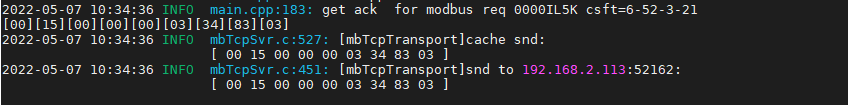 2022-05-07 10:34:36 INFO main.cpp:183: get ack for modbus req 0000IL5K csft=6-52-3-21
[00][15][00][00][00][03][34][83][03]
2022-05-07 10:34:36 INFO mbTcpSvr.c:527: [mbTcpTransport]cache snd:
[ 00 15 00 00 00 03 34 83 03 ]
2022-05-07 10:34:36 INFO mbTcpSvr.c:451: [mbTcpTransport]snd to 192.168.2.113:52162:
[ 00 15 00 00 00 03 34 83 03 ]